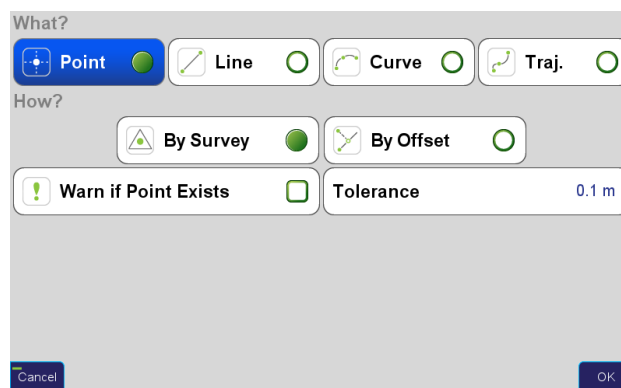 What?
Point Line Curve Traj.
How?
By Survey By Offset
! Warn if Point Exists Tolerance 0.1 m
Cancel OK